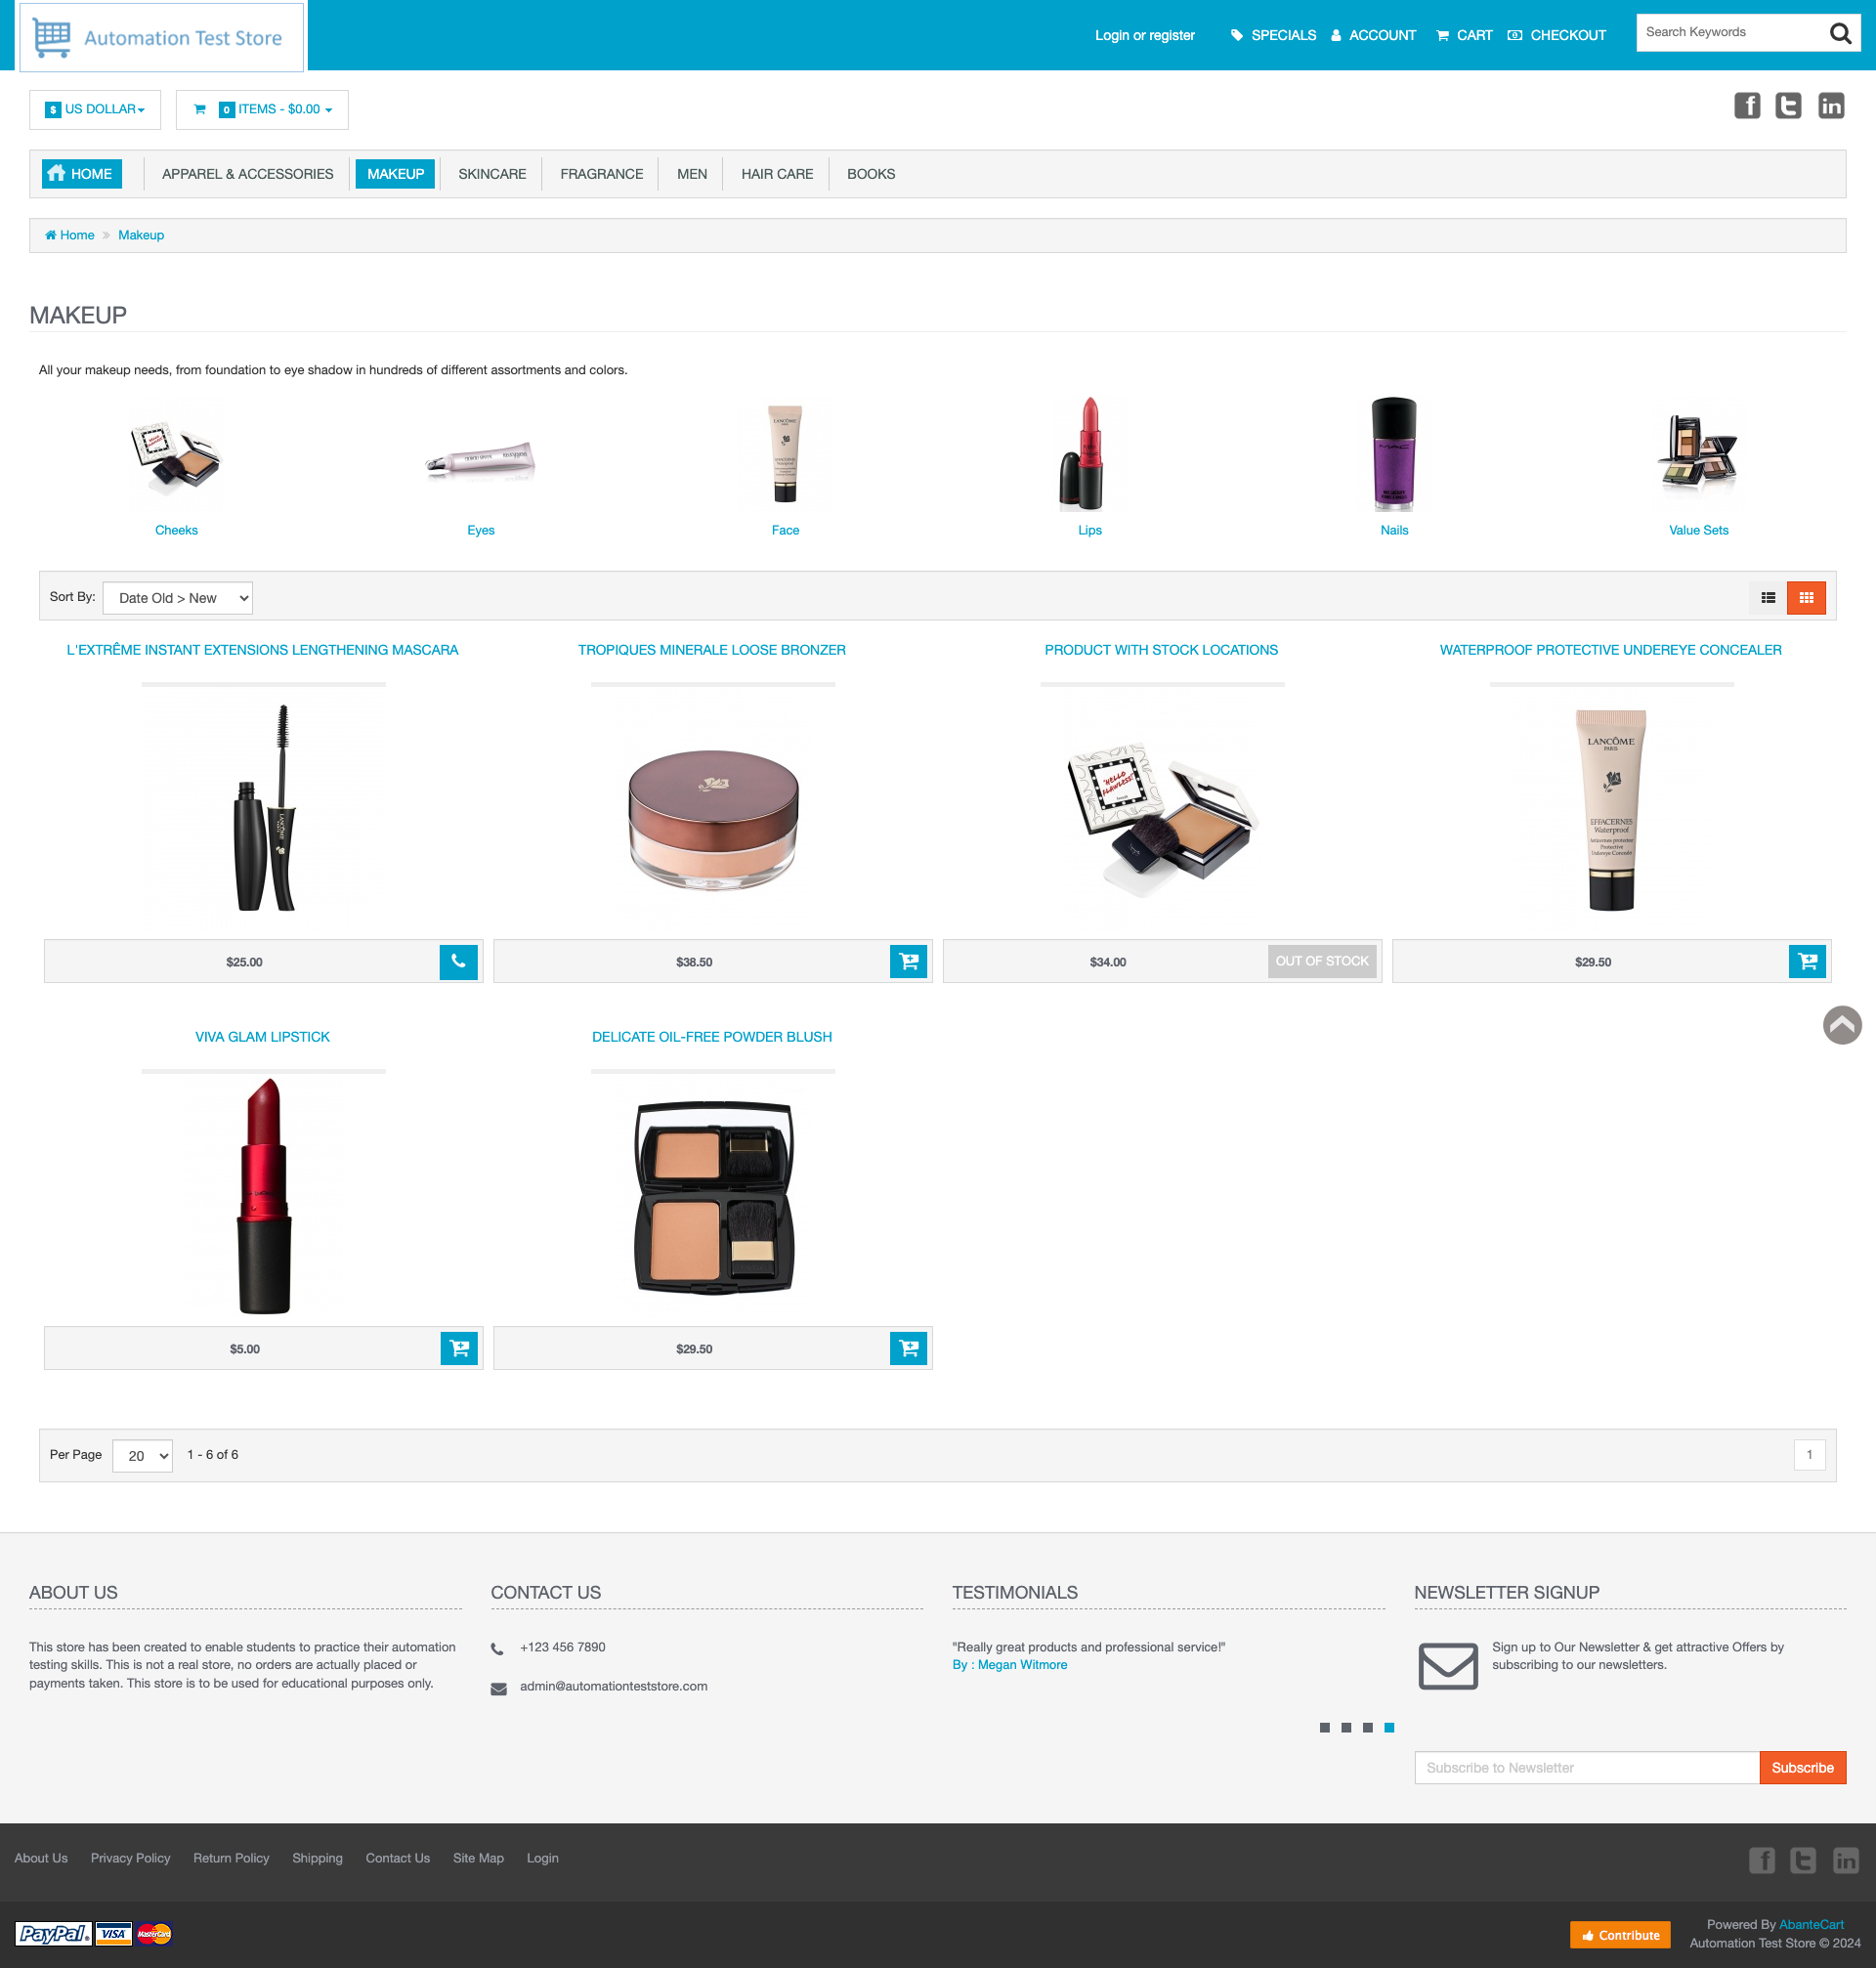 Automation Test Store
Login or register
SPECIALS
ACCOUNT
CART
CHECKOUT
Search Keywords
$ US DOLLAR
0 ITEMS - $0.00
HOME
APPAREL & ACCESSORIES
MAKEUP
SKINCARE
FRAGRANCE
MEN
HAIR CARE
BOOKS
Home » Makeup
MAKEUP
All your makeup needs, from foundation to eye shadow in hundreds of different assortments and colors.
Cheeks
Eyes
Face
Lips
Nails
Value Sets
Sort By:
Date Old > New
L'EXTRÊME INSTANT EXTENSIONS LENGTHENING MASCARA
TROPIQUES MINERALE LOOSE BRONZER
PRODUCT WITH STOCK LOCATIONS
WATERPROOF PROTECTIVE UNDEREYE CONCEALER
LANCÔME
PARIS
EFFACERNES
Waterproof
Protective
Undereye Concealer
"HELLO
FLAWLESS!"
$25.00
$38.50
$34.00
OUT OF STOCK
$29.50
VIVA GLAM LIPSTICK
DELICATE OIL-FREE POWDER BLUSH
$5.00
$29.50
Per Page
20
1 - 6 of 6
1
ABOUT US
This store has been created to enable students to practice their automation
testing skills. This is not a real store, no orders are actually placed or
payments taken. This store is to be used for educational purposes only.
CONTACT US
+123 456 7890
admin@automationteststore.com
TESTIMONIALS
"Really great products and professional service!"
By : Megan Witmore
NEWSLETTER SIGNUP
Sign up to Our Newsletter & get attractive Offers by
subscribing to our newsletters.
Subscribe to Newsletter
Subscribe
About Us
Privacy Policy
Return Policy
Shipping
Contact Us
Site Map
Login
PayPal
VISA
MasterCard
Contribute
Powered By AbanteCart
Automation Test Store © 2024